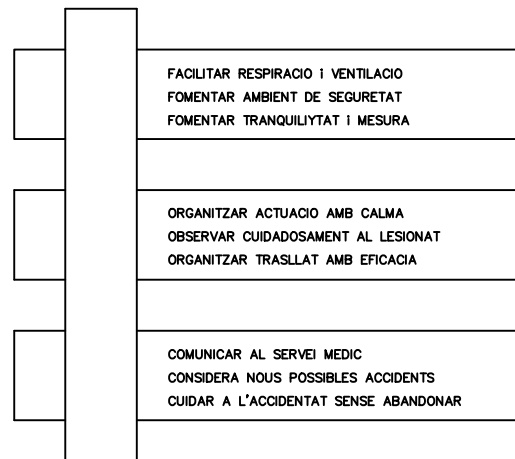 FACILITAR RESPIRACIO i VENTILACIO
FOMENTAR AMBIENT DE SEGURETAT
FOMENTAR TRANQUILIYTAT i MESURA
ORGANITZAR ACTUACIO AMB CALMA
OBSERVAR CUIDADOSAMENT AL LESIONAT
ORGANITZAR TRASLLAT AMB EFICACIA
COMUNICAR AL SERVEI MEDIC
CONSIDERA NOUS POSSIBLES ACCIDENTS
CUIDAR A L'ACCIDENTAT SENSE ABANDONAR